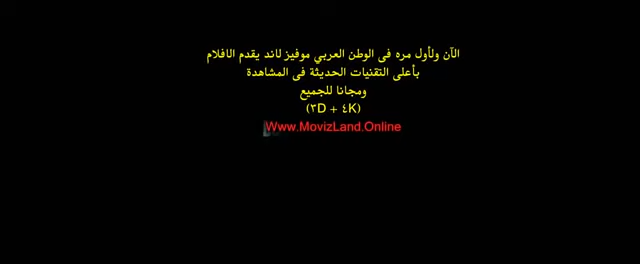 الآن ولأول مره فى الوطن العربي موفيز لاند يقدم الافلام
بأعلى التقنيات الحديثة فى المشاهدة
ومجانا للجميع
(٣D + ٤K)
Www.MovizLand.Online